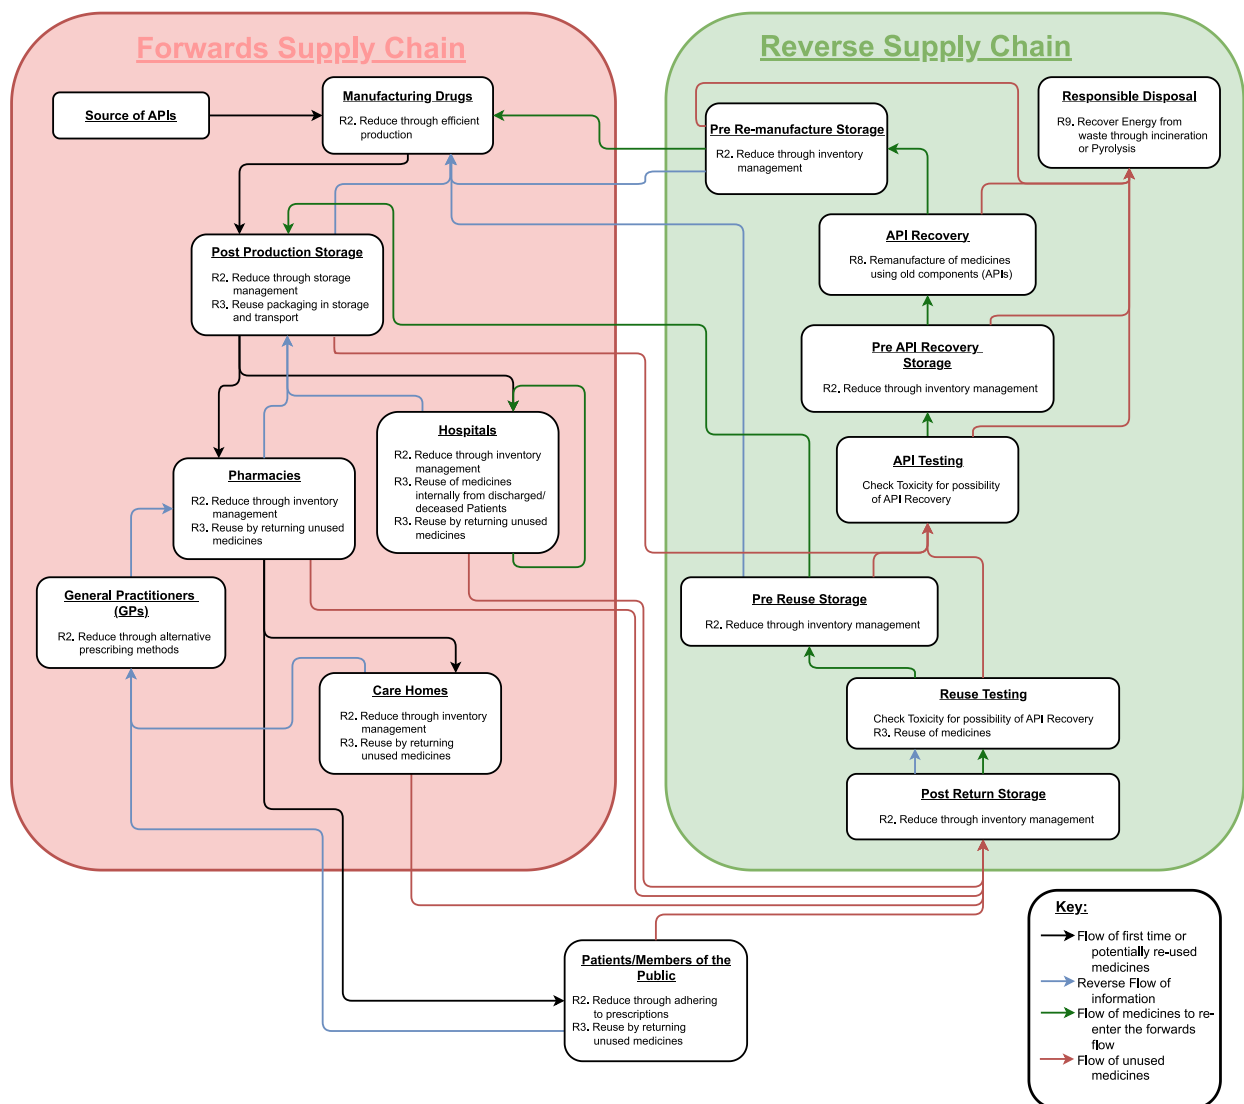 Forwards Supply Chain
Source of APIs
Manufacturing Drugs
R2. Reduce through efficient
production
Post Production Storage
R2. Reduce through storage
management
R3. Reuse packaging in storage
and transport
Hospitals
R2. Reduce through inventory
management
R3. Reuse of medicines
internally from discharged/
deceased Patients
R3. Reuse by returning unused
medicines
Pharmacies
R2. Reduce through inventory
management
R3. Reuse by returning unused
medicines
General Practitioners
(GPs)
R2. Reduce through alternative
prescribing methods
Care Homes
R2. Reduce through inventory
management
R3. Reuse by returning
unused medicines
Patients/Members of the
Public
R2. Reduce through adhering
to prescriptions
R3. Reuse by returning
unused medicines
Reverse Supply Chain
Pre Re-manufacture Storage
R2. Reduce through inventory
management
Responsible Disposal
R9. Recover Energy from
waste through incineration
or Pyrolysis
API Recovery
R8. Remanufacture of medicines
using old components (APIs)
Pre API Recovery
Storage
R2. Reduce through inventory management
API Testing
Check Toxicity for possibility
of API Recovery
Pre Reuse Storage
R2. Reduce through inventory management
Reuse Testing
Check Toxicity for possibility of API Recovery
R3. Reuse of medicines
Post Return Storage
R2. Reduce through inventory management
Key:
Flow of first time or
potentially re-used
medicines
Reverse Flow of
information
Flow of medicines to re-
enter the forwards
flow
Flow of unused
medicines